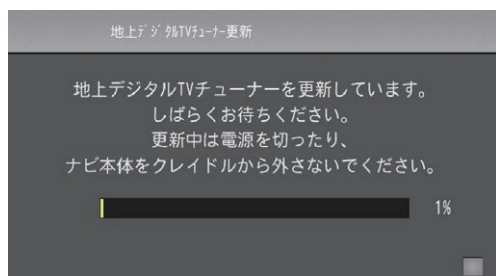 地上ﾃﾞｼﾞﾀﾙTVﾁｭｰﾅｰ更新
地上デジタルTVチューナーを更新しています。
しばらくお待ちください。
更新中は電源を切ったり、
ナビ本体をクレイドルから外さないでください。
1%